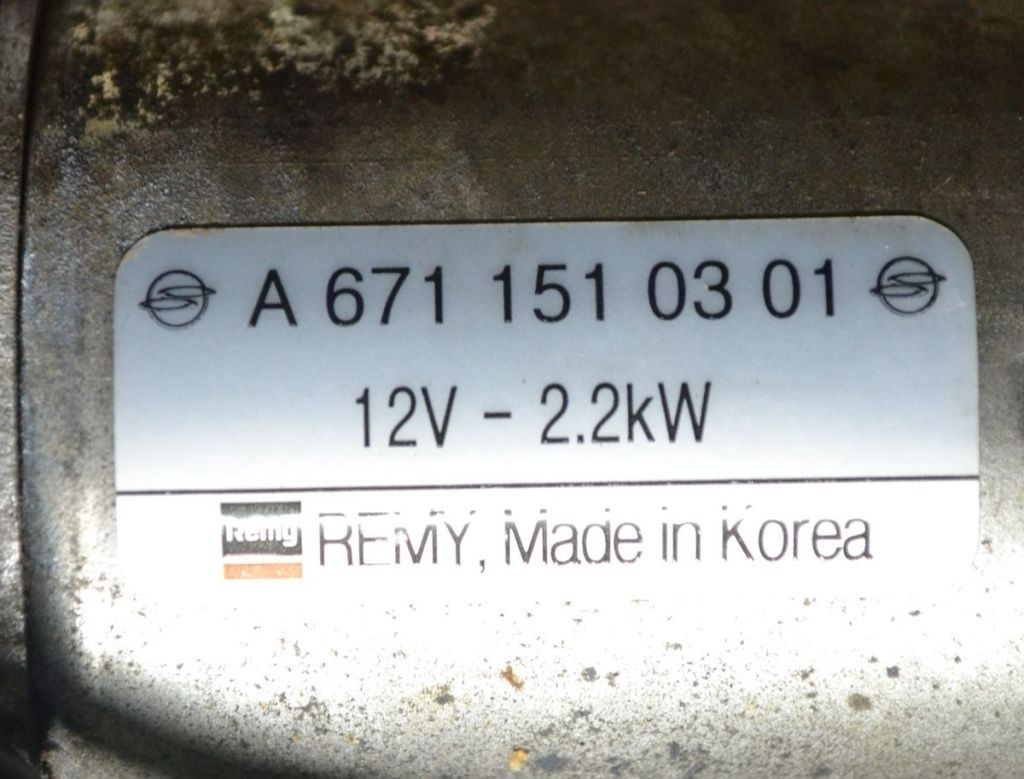 A 671 151 03 01
12V - 2.2kW
Remy REMY, Made in Korea